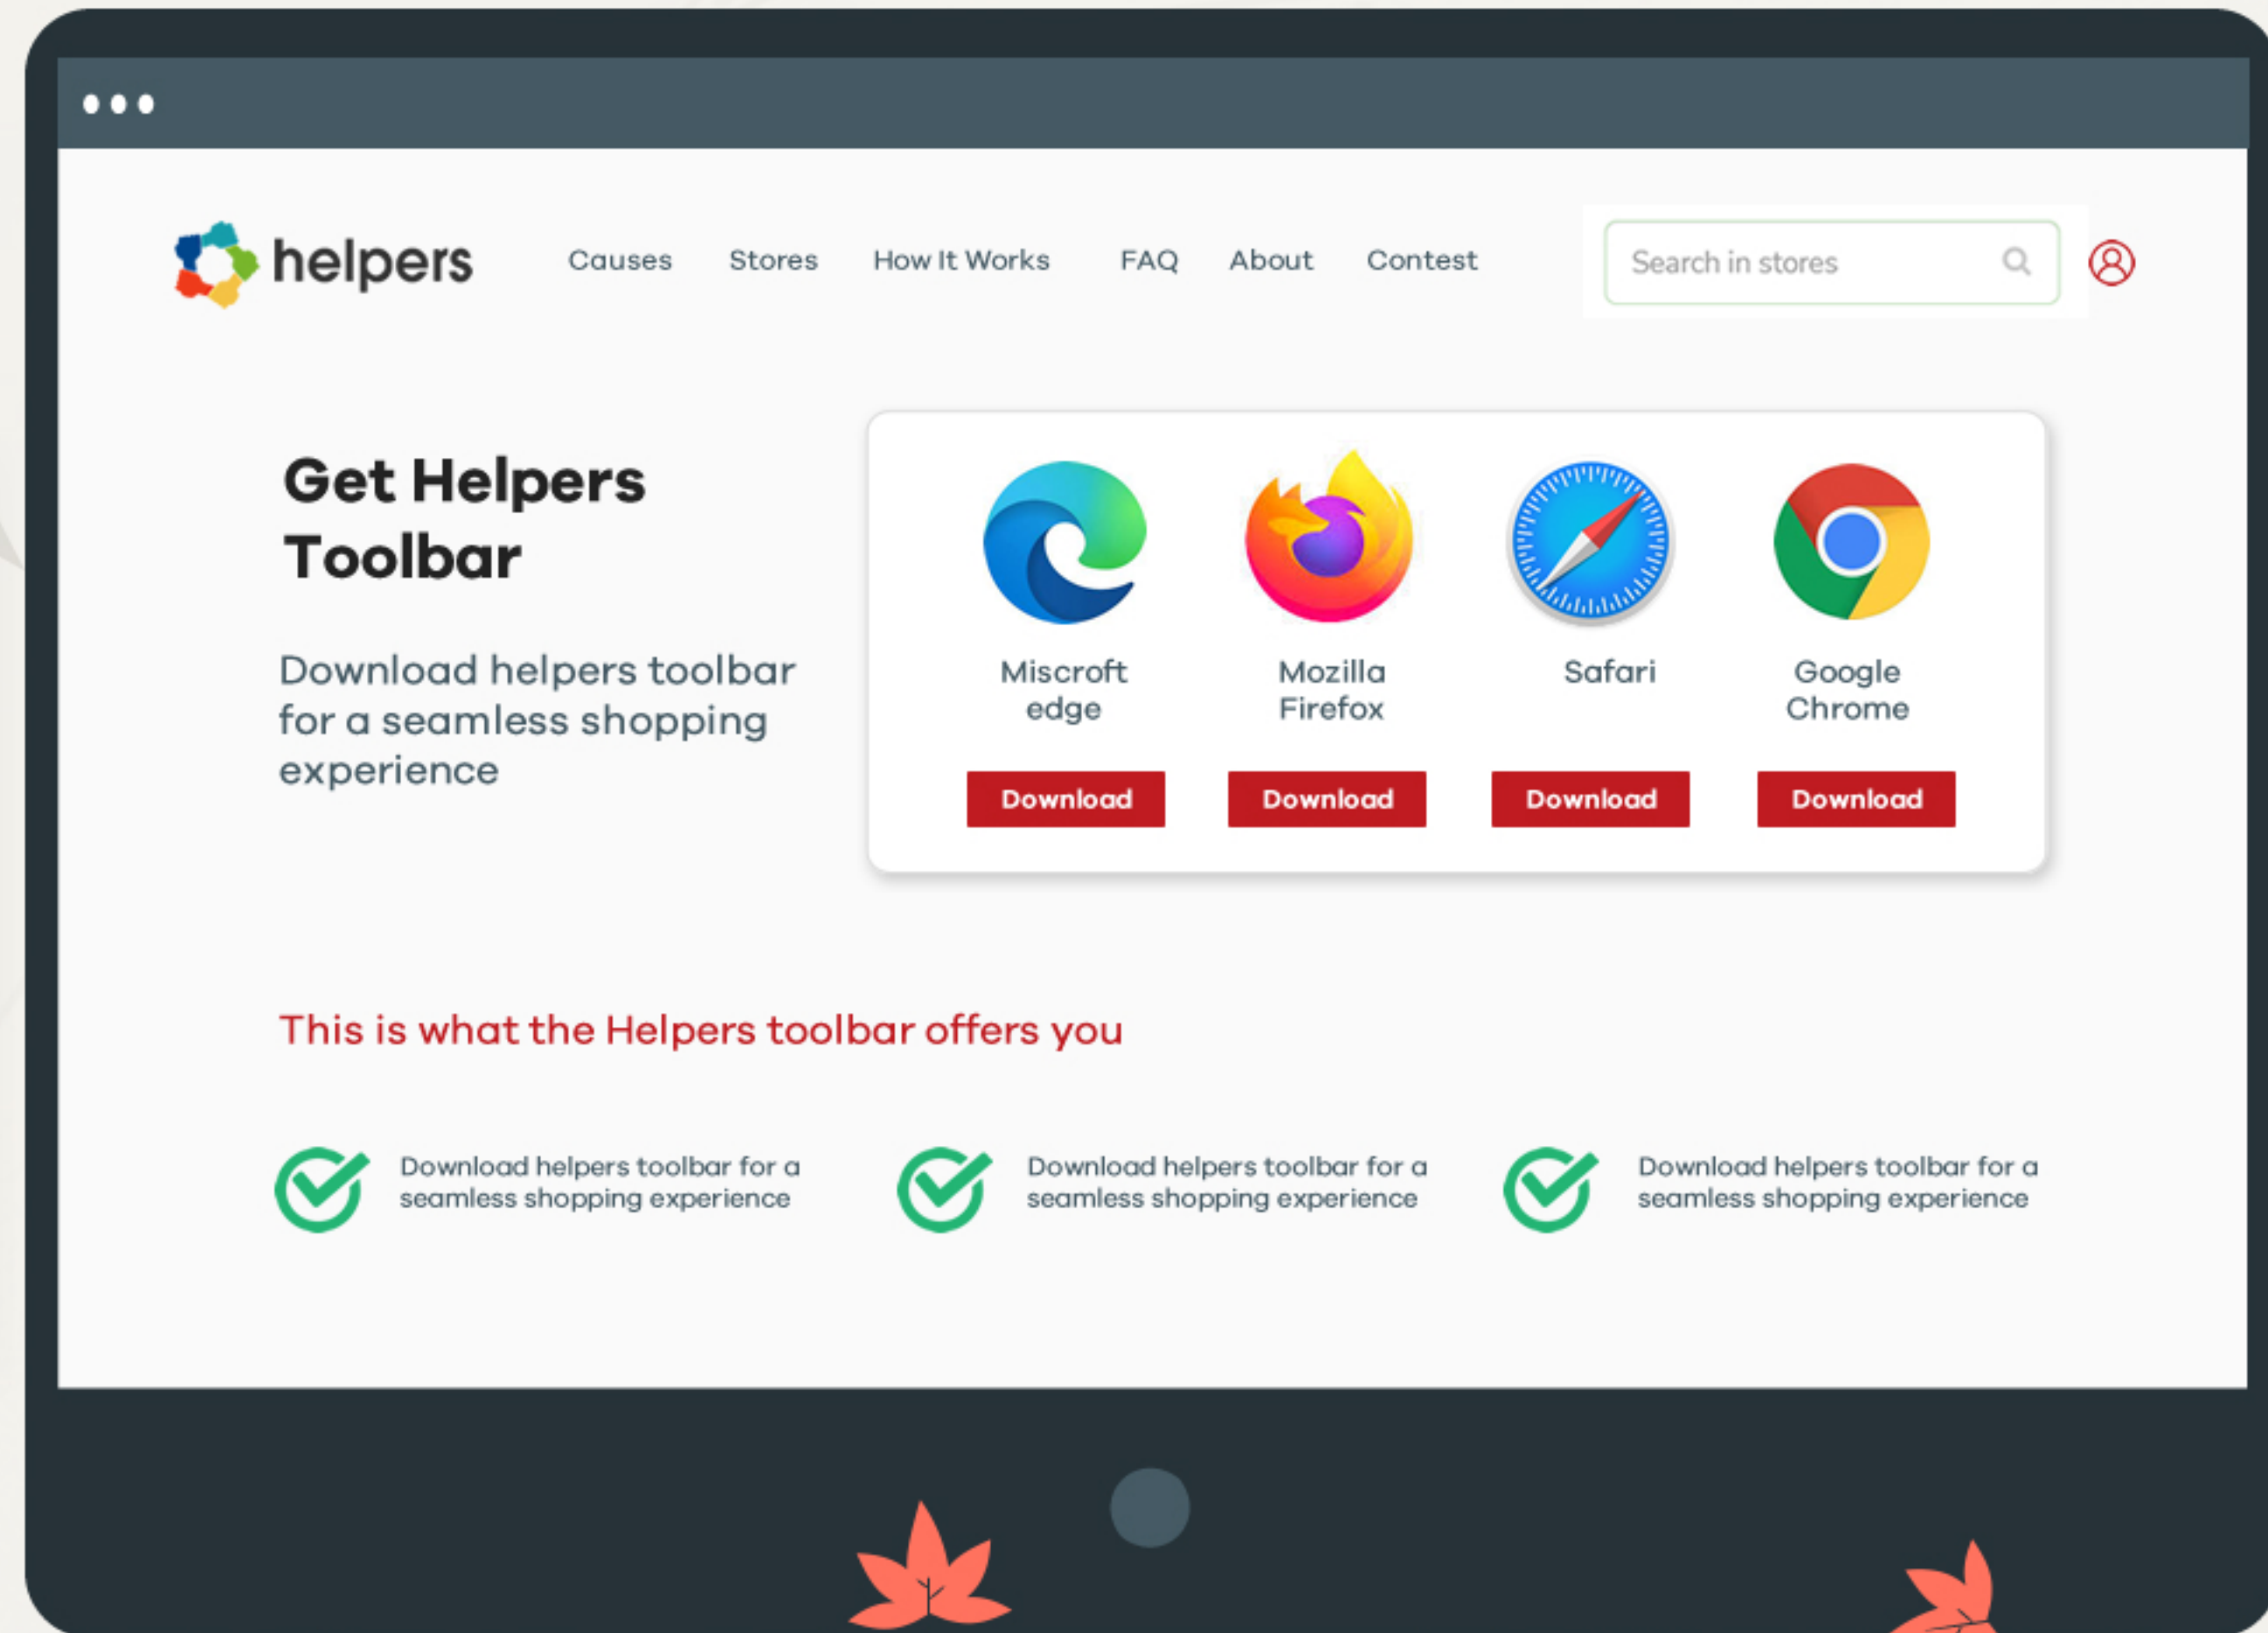 helpers
Causes
Stores
How It Works
FAQ
About
Contest
Search in stores
Get Helpers
Toolbar
Download helpers toolbar
for a seamless shopping
experience
Miscroft
edge
Download
Mozilla
Firefox
Download
Safari
Download
Google
Chrome
Download
This is what the Helpers toolbar offers you
Download helpers toolbar for a
seamless shopping experience
Download helpers toolbar for a
seamless shopping experience
Download helpers toolbar for a
seamless shopping experience